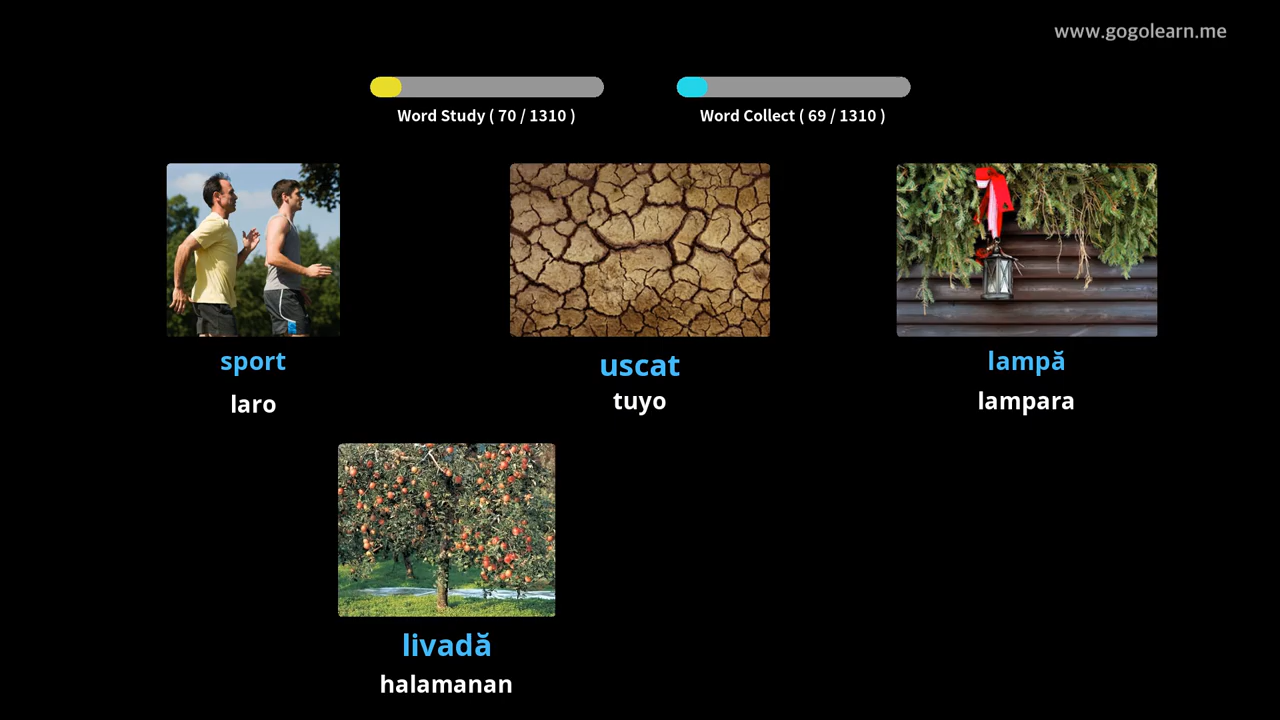 www.gogolearn.me
Word Study ( 70 / 1310 )
Word Collect ( 69 / 1310 )
sport
uscat
lampă
laro
tuyo
lampara
livadă
halamanan